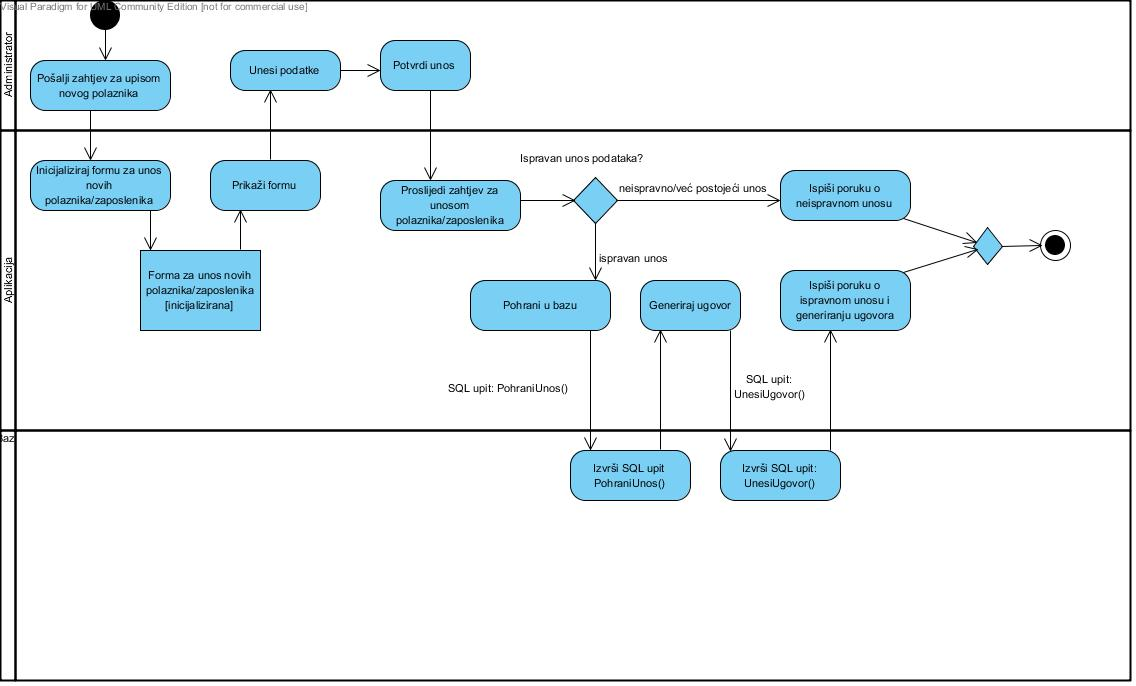 Visual Paradigm for UML Community Edition [not for commercial use]
Administrator
Pošalji zahtjev za upisom
novog polaznika
Unesi podatke
Potvrdi unos
Aplikacija
Inicijaliziraj formu za unos
novih
polaznika/zaposlenika
Prikaži formu
Forma za unos novih
polaznika/zaposlenika
[inicijalizirana]
Proslijedi zahtjev za
unosom
polaznika/zaposlenika
Ispravan unos podataka?
neispravno/već postojeći unos
Ispiši poruku o
neispravnom unosu
ispravan unos
Pohrani u bazu
Generiraj ugovor
Ispiši poruku o
ispravnom unosu i
generiranju ugovora
SQL upit: PohraniUnos()
SQL upit:
UnesiUgovor()
Baz
Izvrši SQL upit
PohraniUnos()
Izvrši SQL upit:
UnesiUgovor()